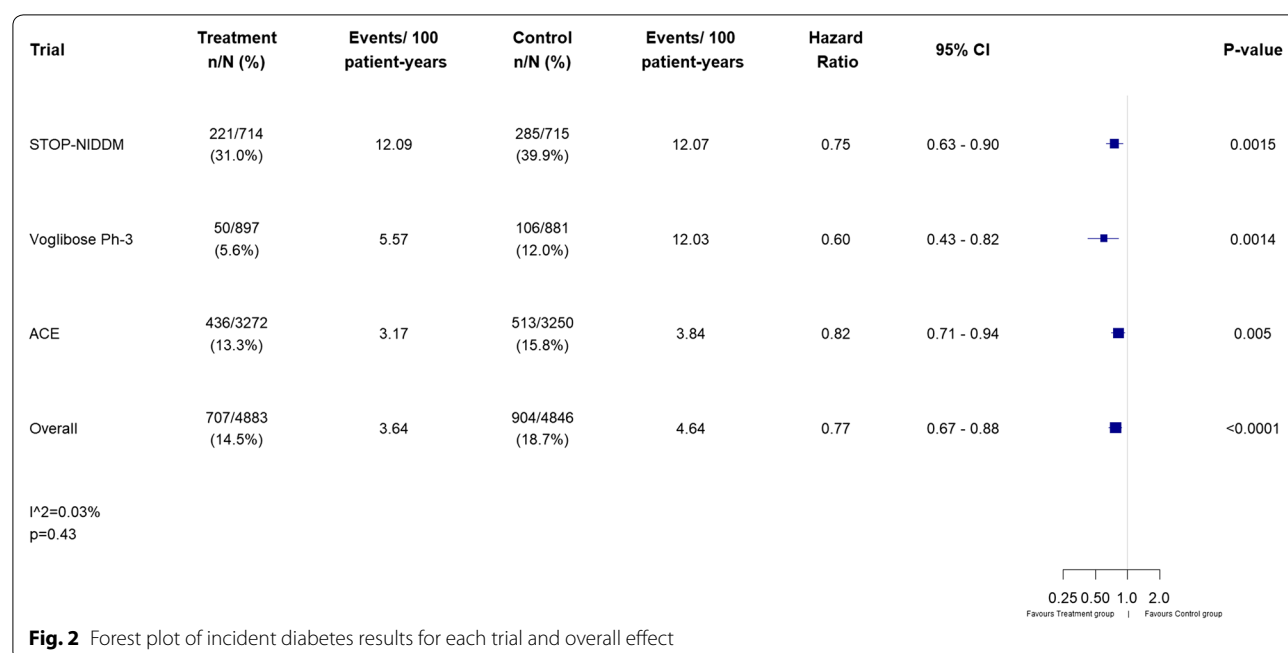 Trial Treatment n/N (%) Events/ 100 patient-years Control n/N (%) Events/ 100 patient-years Hazard Ratio 95% CI P-value
STOP-NIDDM 221/714 (31.0%) 12.09 285/715 (39.9%) 12.07 0.75 0.63 - 0.90 0.0015
Voglibose Ph-3 50/897 (5.6%) 5.57 106/881 (12.0%) 12.03 0.60 0.43 - 0.82 0.0014
ACE 436/3272 (13.3%) 3.17 513/3250 (15.8%) 3.84 0.82 0.71 - 0.94 0.005
Overall 707/4883 (14.5%) 3.64 904/4846 (18.7%) 4.64 0.77 0.67 - 0.88 <0.0001
I^2=0.03%
p=0.43
0.25 0.50 1.0 2.0
Favours Treatment group | Favours Control group
Fig. 2 Forest plot of incident diabetes results for each trial and overall effect